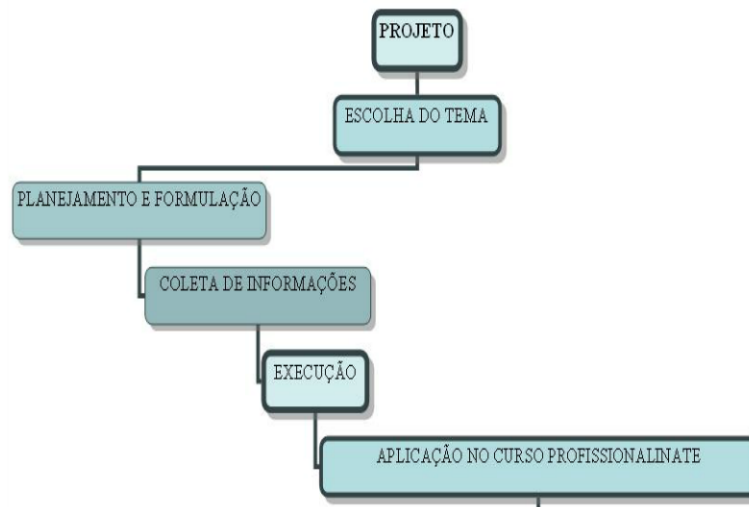 PROJETO
ESCOLHA DO TEMA
PLANEJAMENTO E FORMULAÇÃO
COLETA DE INFORMAÇÕES
EXECUÇÃO
APLICAÇÃO NO CURSO PROFISSIONALINATE